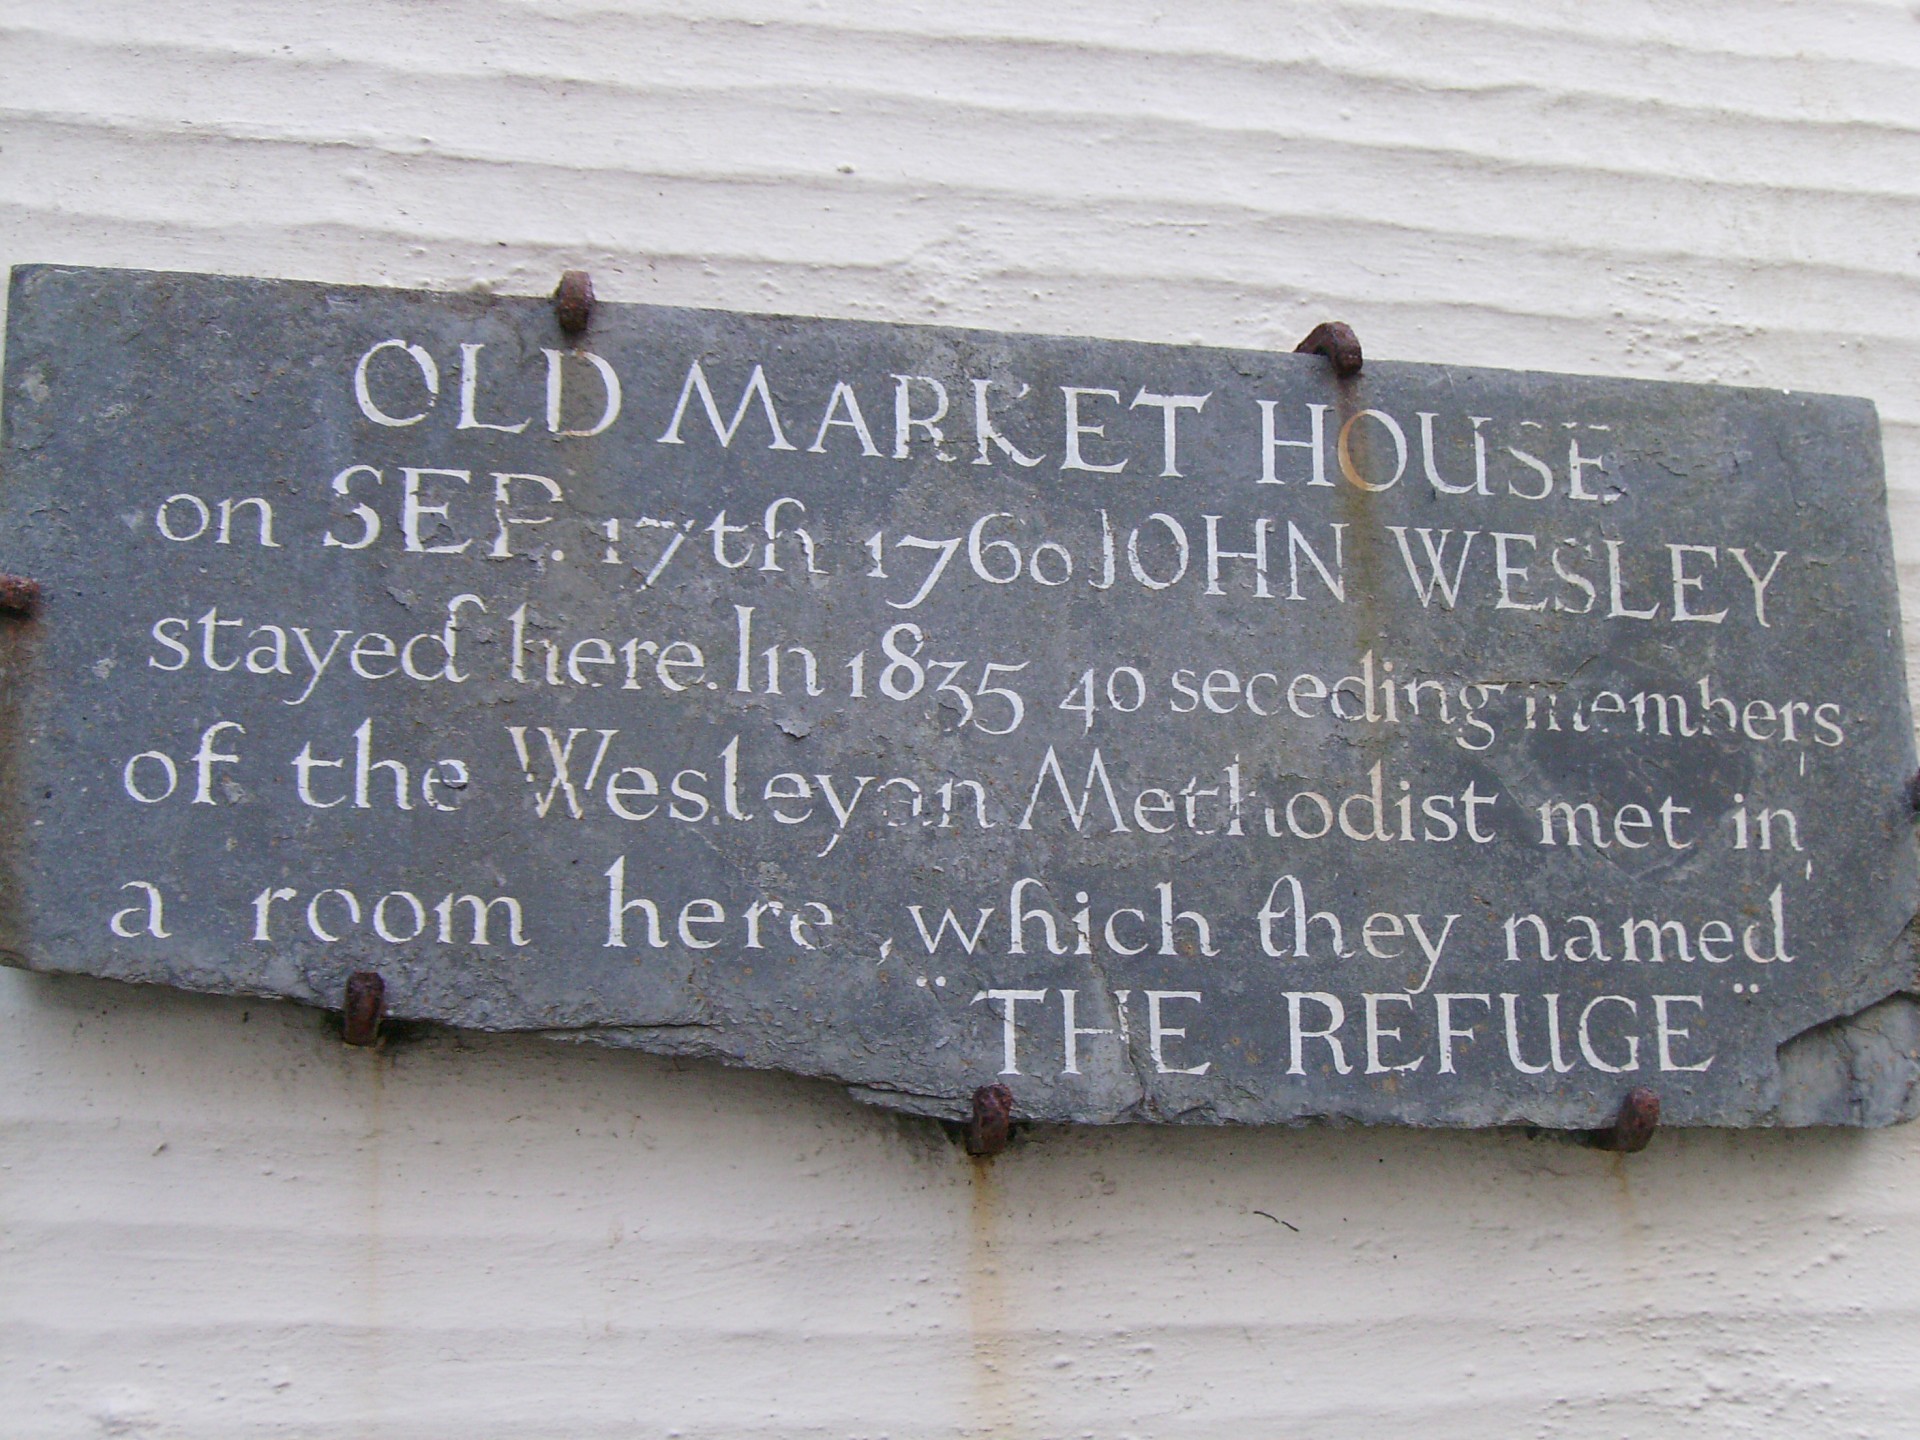 OLD MARKET HOUSE
on SEP. 17th 1760 JOHN WESLEY
stayed here. In 1835 40 seceding members
of the Wesleyan Methodist met in
a room here, which they named
"THE REFUGE"